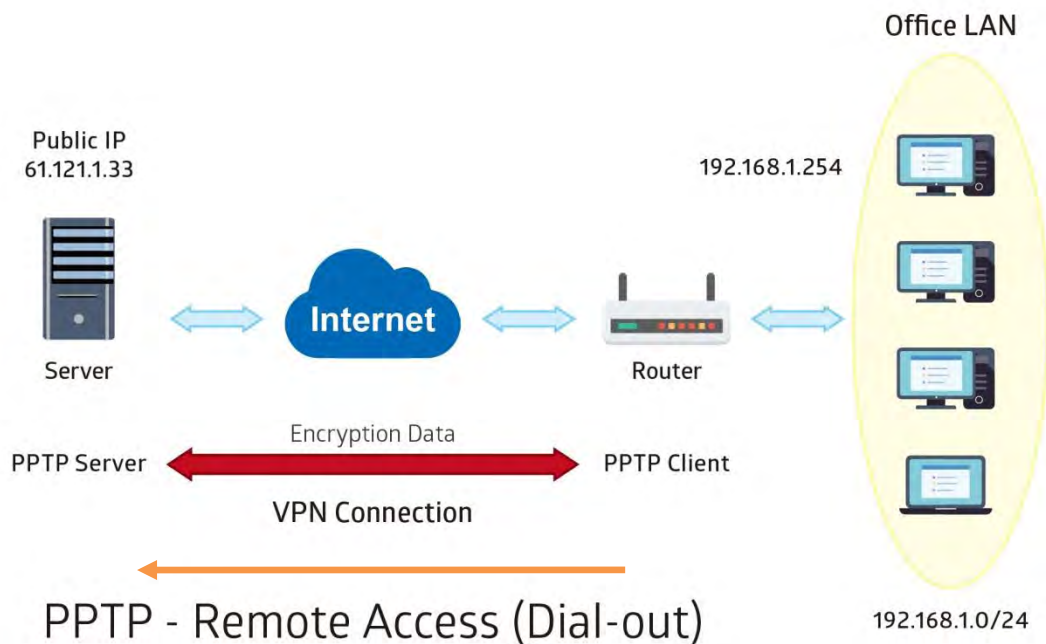 Office LAN
Public IP
61.121.1.33
192.168.1.254
Internet
Server
Router
Encryption Data
PPTP Server
PPTP Client
VPN Connection
PPTP - Remote Access (Dial-out)
192.168.1.0/24